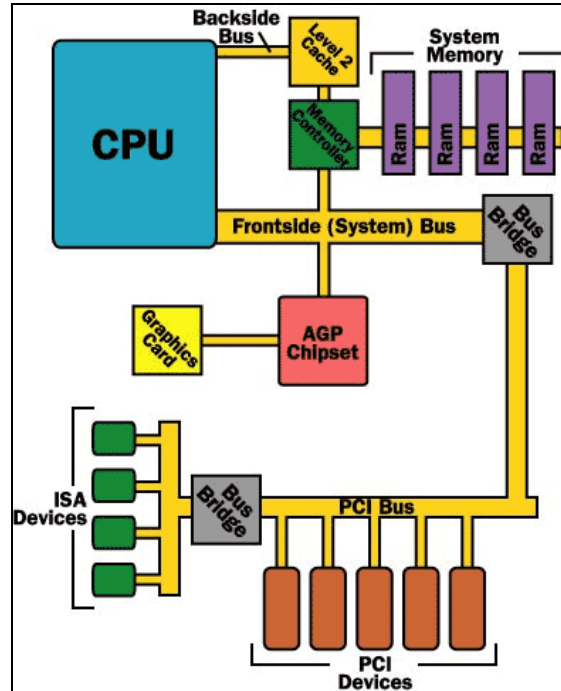 Backside
Bus
Level 2
Cache
System
Memory
CPU
Memory
Controller
Ram
Ram
Ram
Ram
Frontside (System) Bus
Bus
Bridge
Graphics
Card
AGP
Chipset
ISA
Devices
Bus
Bridge
PCI Bus
PCI
Devices